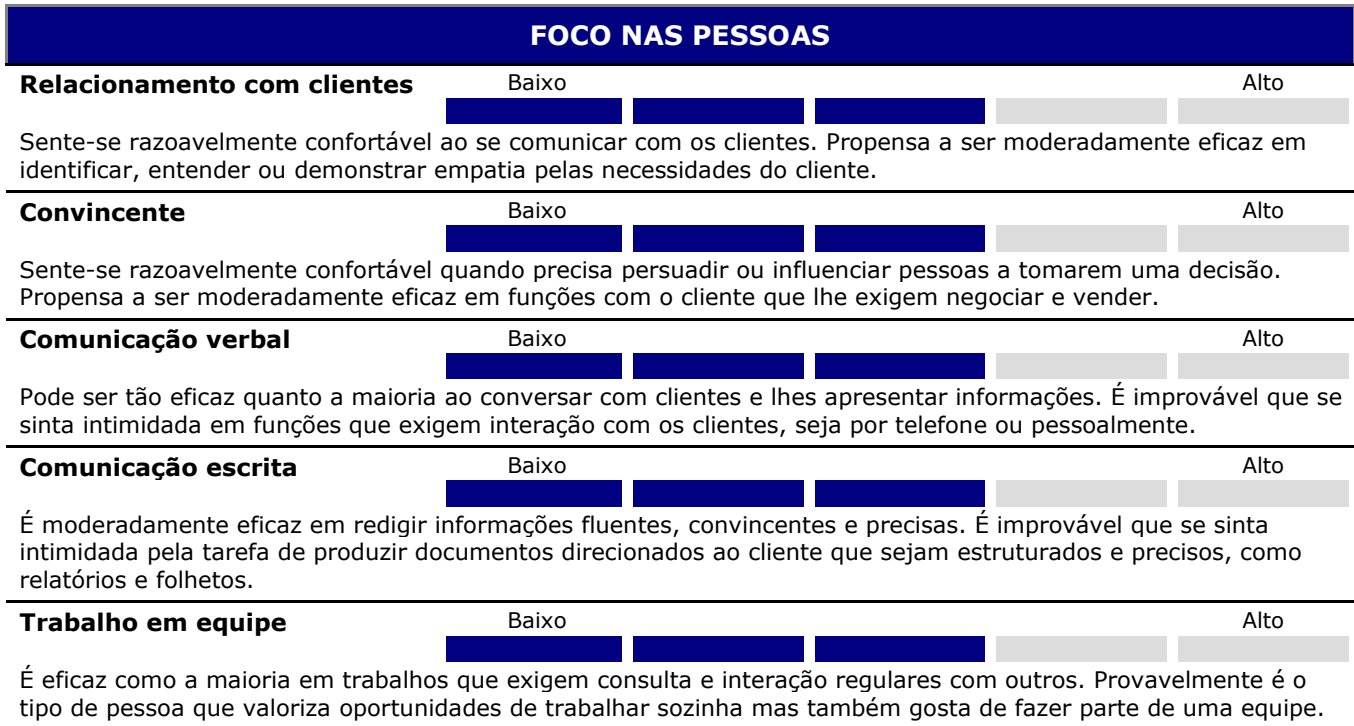 FOCO NAS PESSOAS
Relacionamento com clientes Baixo Alto
Sente-se razoavelmente confortável ao se comunicar com os clientes. Propensa a ser moderadamente eficaz em
identificar, entender ou demonstrar empatia pelas necessidades do cliente.
Convincente Baixo Alto
Sente-se razoavelmente confortável quando precisa persuadir ou influenciar pessoas a tomarem uma decisão.
Propensa a ser moderadamente eficaz em funções com o cliente que lhe exigem negociar e vender.
Comunicação verbal Baixo Alto
Pode ser tão eficaz quanto a maioria ao conversar com clientes e lhes apresentar informações. É improvável que se
sinta intimidada em funções que exigem interação com os clientes, seja por telefone ou pessoalmente.
Comunicação escrita Baixo Alto
É moderadamente eficaz em redigir informações fluentes, convincentes e precisas. É improvável que se sinta
intimidada pela tarefa de produzir documentos direcionados ao cliente que sejam estruturados e precisos, como
relatórios e folhetos.
Trabalho em equipe Baixo Alto
É eficaz como a maioria em trabalhos que exigem consulta e interação regulares com outros. Provavelmente é o
tipo de pessoa que valoriza oportunidades de trabalhar sozinha mas também gosta de fazer parte de uma equipe.